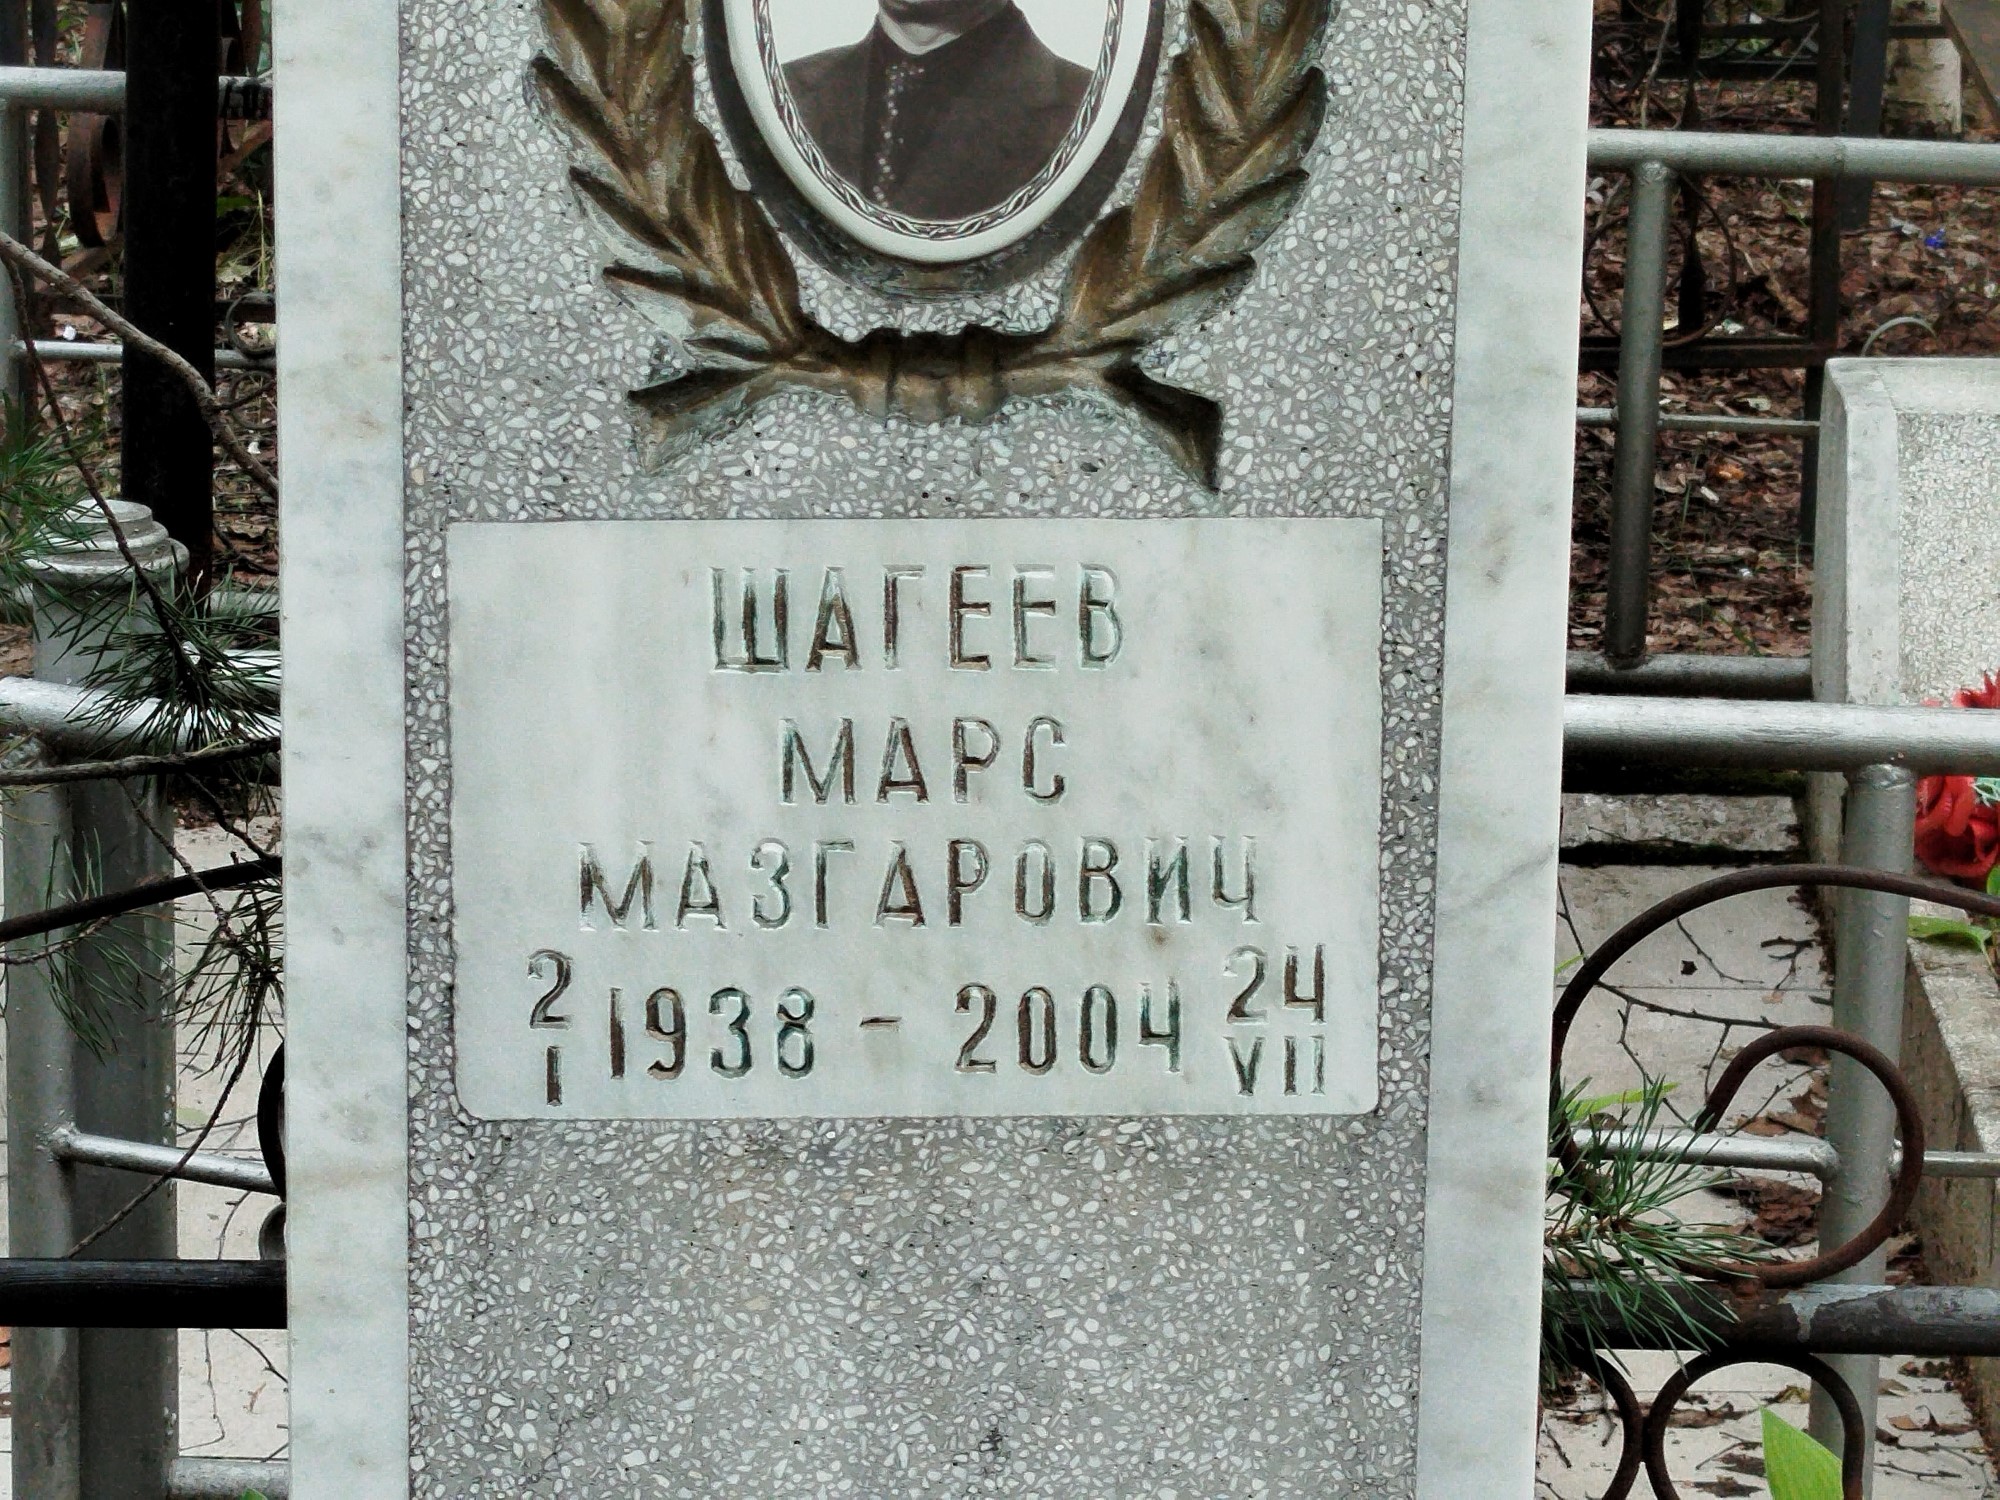 ШАГЕЕВ
МАРС
МАЗГАРОВИЧ
2 I 1938 - 2004 24 VII